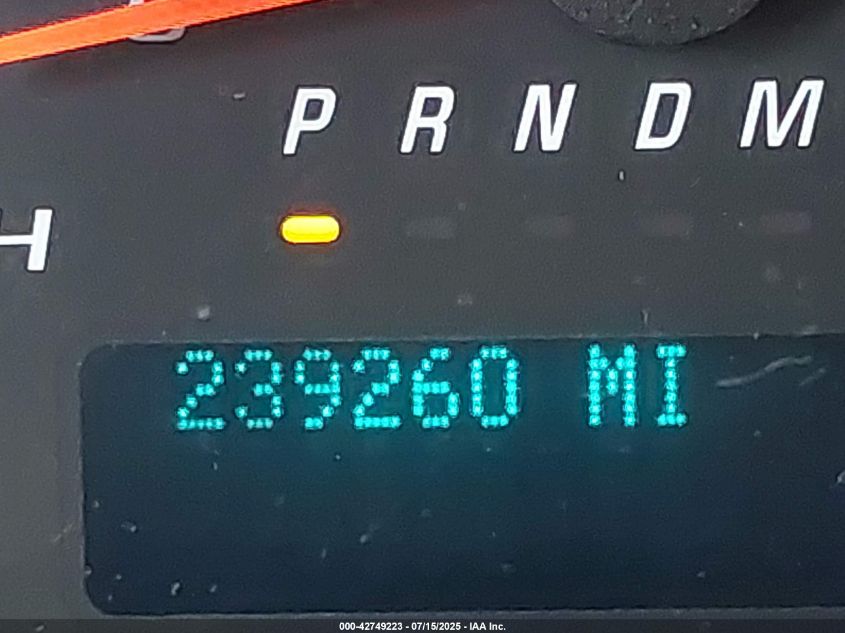 P R N D M
H
239260 MI
000-42749223 - 07/15/2025 - IAA Inc.